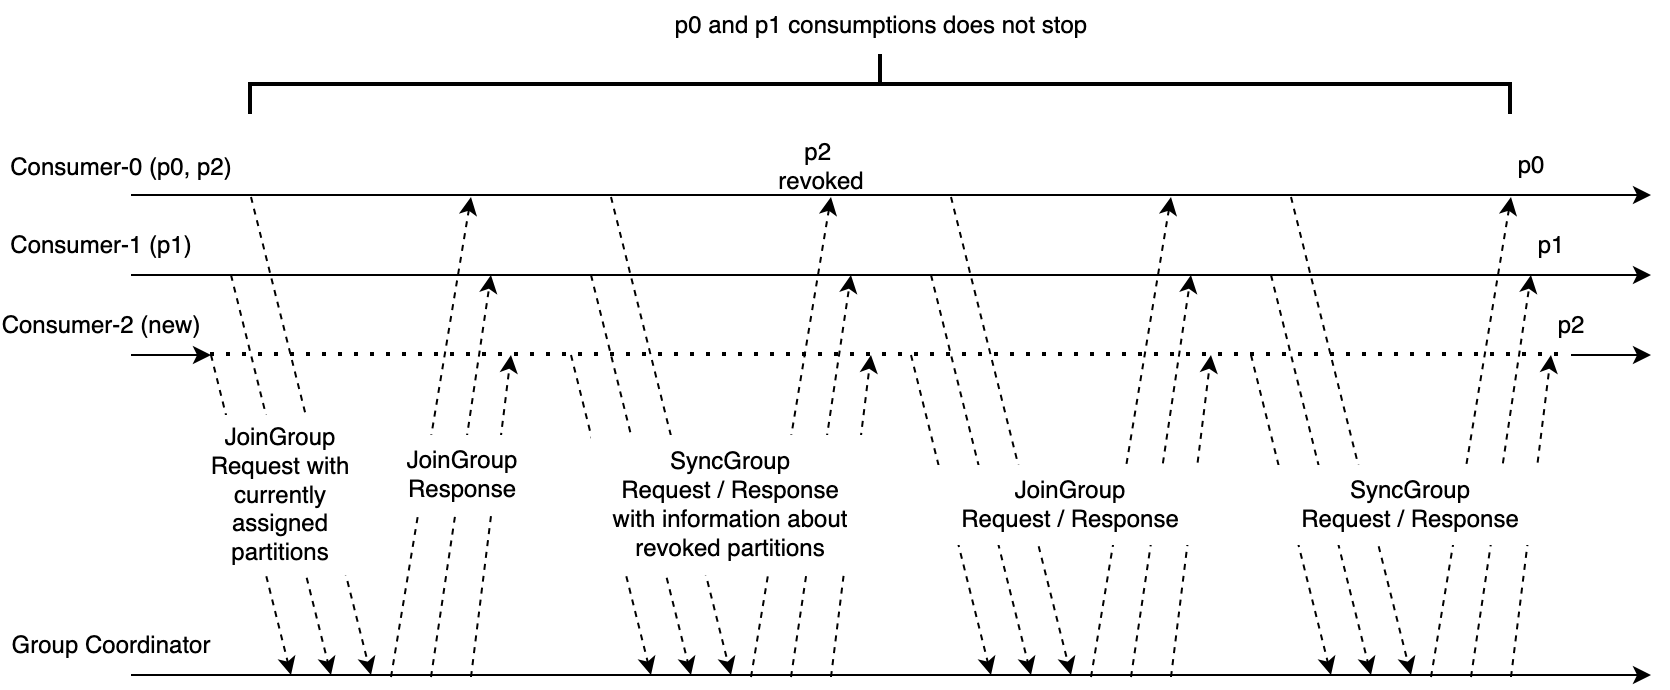 p0 and p1 consumptions does not stop
Consumer-0 (p0, p2)
p2
revoked
p0
Consumer-1 (p1)
p1
Consumer-2 (new)
p2
JoinGroup
Request with
currently
assigned
partitions
JoinGroup
Response
SyncGroup
Request / Response
with information about
revoked partitions
JoinGroup
Request / Response
SyncGroup
Request / Response
Group Coordinator